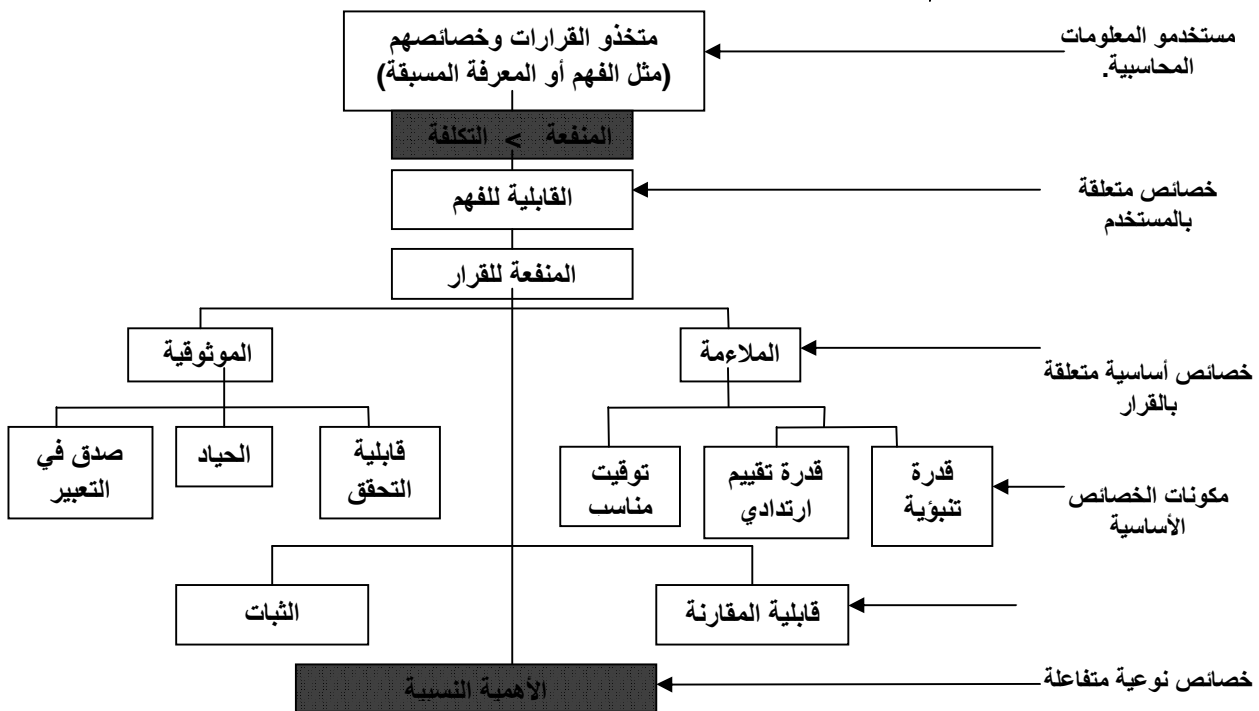 متخذو القرارات وخصائصهم
(مثل الفهم أو المعرفة المسبقة)
مستخدمو المعلومات
المحاسبية.
المنفعة > التكلفة
القابلية للفهم
خصائص متعلقة
بالمستخدم
المنفعة للقرار
الملاءمة
الموثوقية
خصائص أساسية متعلقة
بالقرار
قدرة
تنبؤية
قدرة تقييم
ارتدادي
توقيت
مناسب
قابلية
التحقق
الحياد
صدق في
التعبير
مكونات الخصائص
الأساسية
قابلية المقارنة
الثبات
الأهمية النسبية
خصائص نوعية متفاعلة